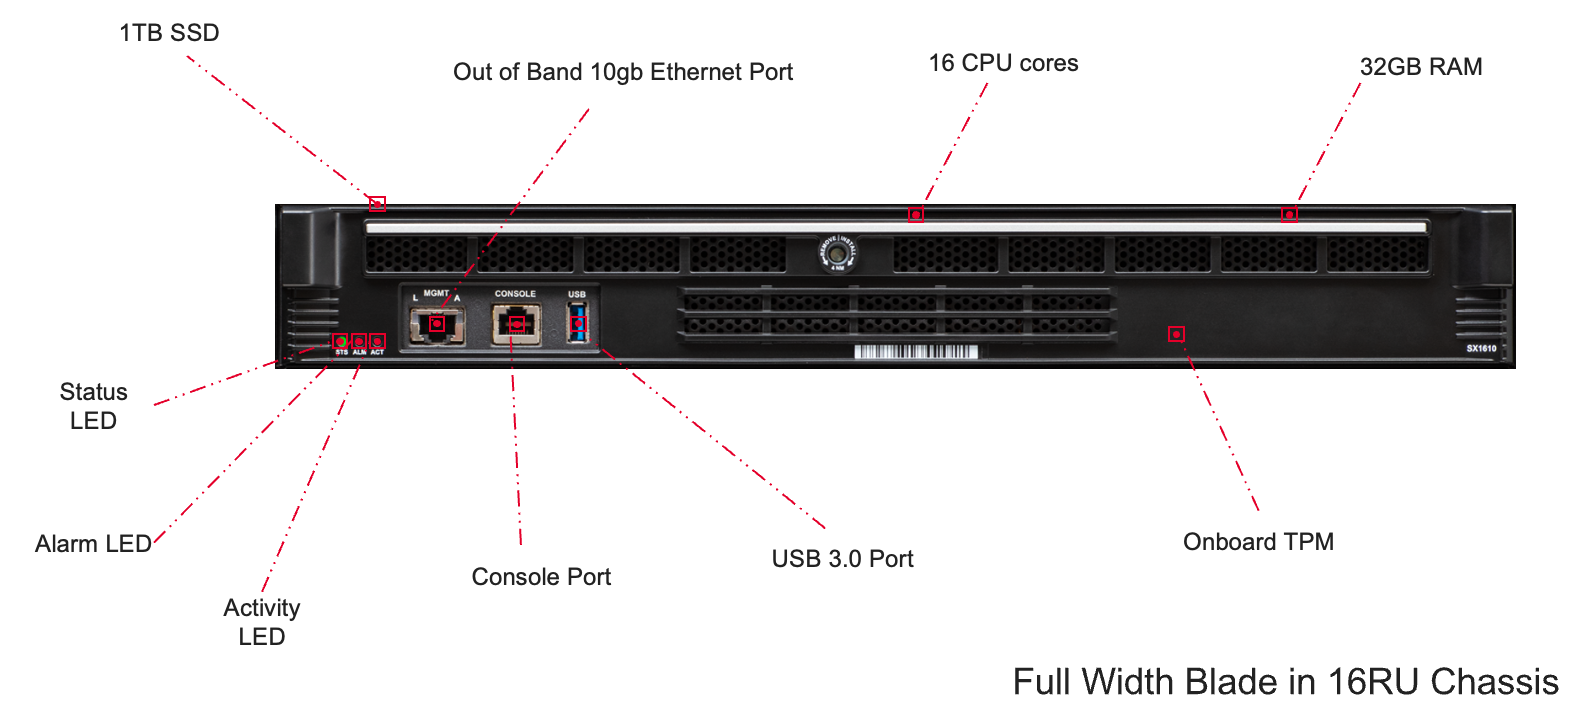 1TB SSD
Out of Band 10gb Ethernet Port
16 CPU cores
32GB RAM
REMOVE | INSTALL
4 NM
MGMT
L A
CONSOLE
USB
STS ALM ACT
SX1610
Status
LED
Alarm LED
Activity
LED
Console Port
USB 3.0 Port
Onboard TPM
Full Width Blade in 16RU Chassis